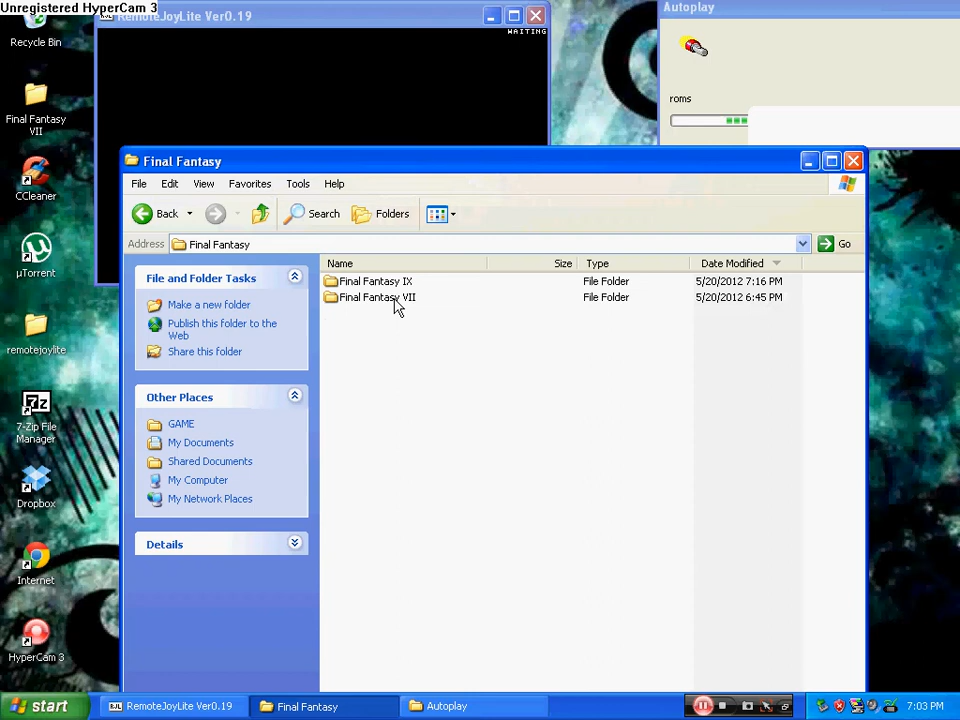 Unregistered HyperCam 3
RemoteJoyLite Ver0.19
WAITING
Autoplay
roms
Recycle Bin
Final Fantasy
VII
CCleaner
µTorrent
remotejoylite
7-Zip File
Manager
Dropbox
Internet
HyperCam 3
Final Fantasy
File Edit View Favorites Tools Help
Back Search Folders
Address Final Fantasy Go
File and Folder Tasks
Make a new folder
Publish this folder to the
Web
Share this folder
Other Places
GAME
My Documents
Shared Documents
My Computer
My Network Places
Details
Name Size Type Date Modified
Final Fantasy IX File Folder 5/20/2012 7:16 PM
Final Fantasy VII File Folder 5/20/2012 6:45 PM
start RJL RemoteJoyLite Ver0.19 Final Fantasy Autoplay 7:03 PM